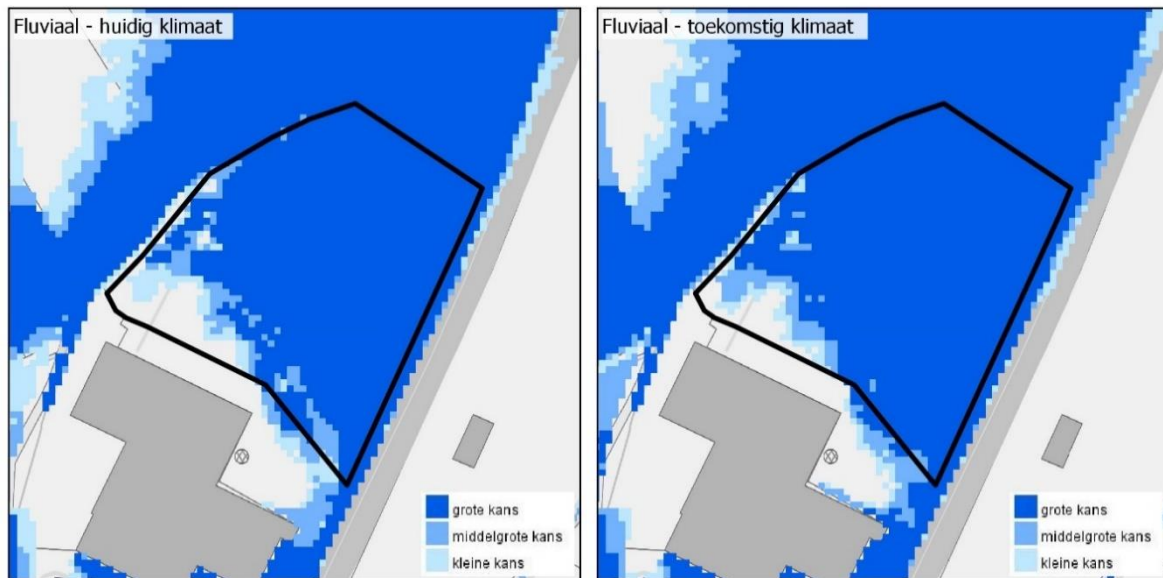 Fluviaal - huidig klimaat
grote kans
middelgrote kans
kleine kans
Fluviaal - toekomstig klimaat
grote kans
middelgrote kans
kleine kans